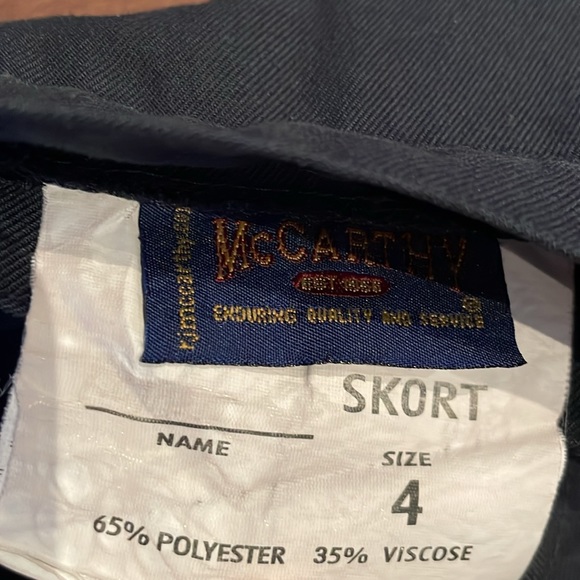 McCARTHY
ENDURING QUALITY AND SERVICE
SKORT
NAME
SIZE
4
65% POLYESTER 35% VISCOSE